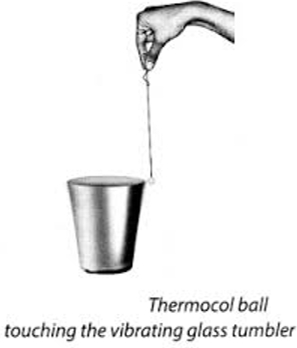 Thermocol ball
touching the vibrating glass tumbler